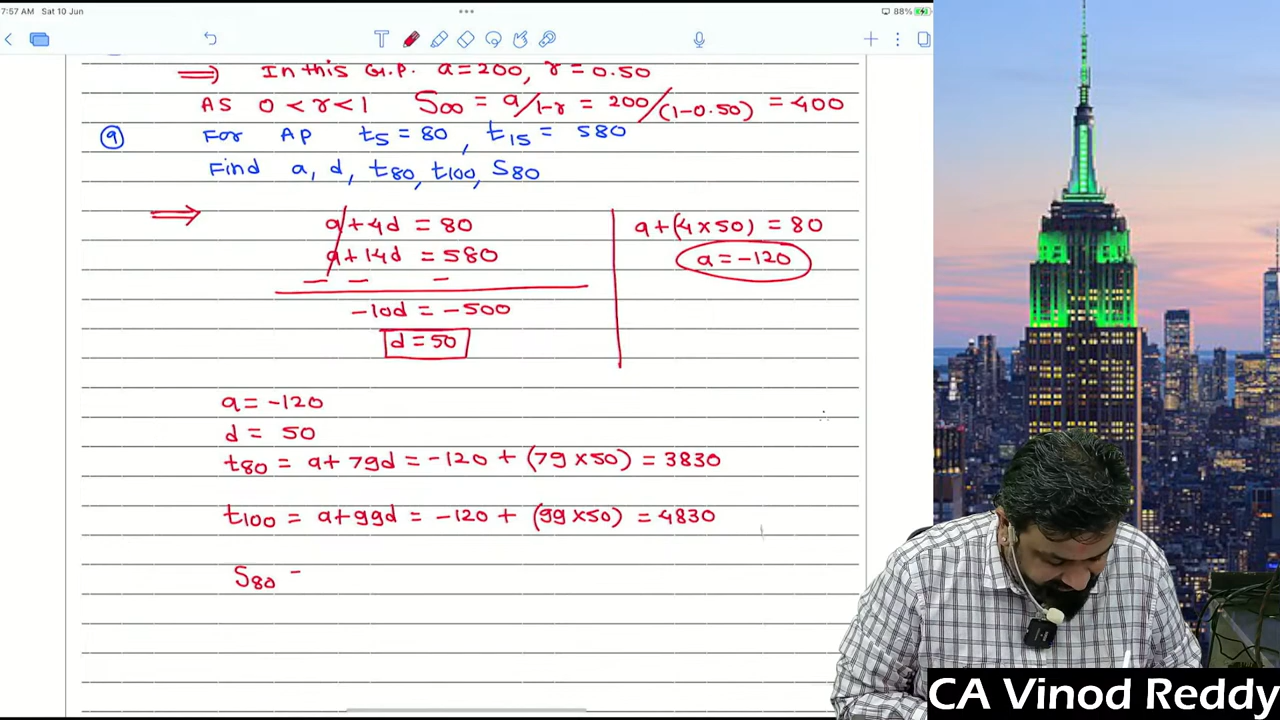 7:57 AM Sat 10 Jun
88%
⇒ In this G.P. a=200, r=0.50
As 0<r<1 S∞ = a/1-r = 200/(1-0.50) = 400
9 For AP t5 = 80, t15 = 580
Find a, d, t80, t100, S80
⇒ a+4d = 80
a+14d = 580
- - -
-10d = -500
d = 50
a+(4×50) = 80
a = -120
a = -120
d = 50
t80 = a+79d = -120 + (79×50) = 3830
t100 = a+99d = -120 + (99×50) = 4830
S80 =
CA Vinod Reddy